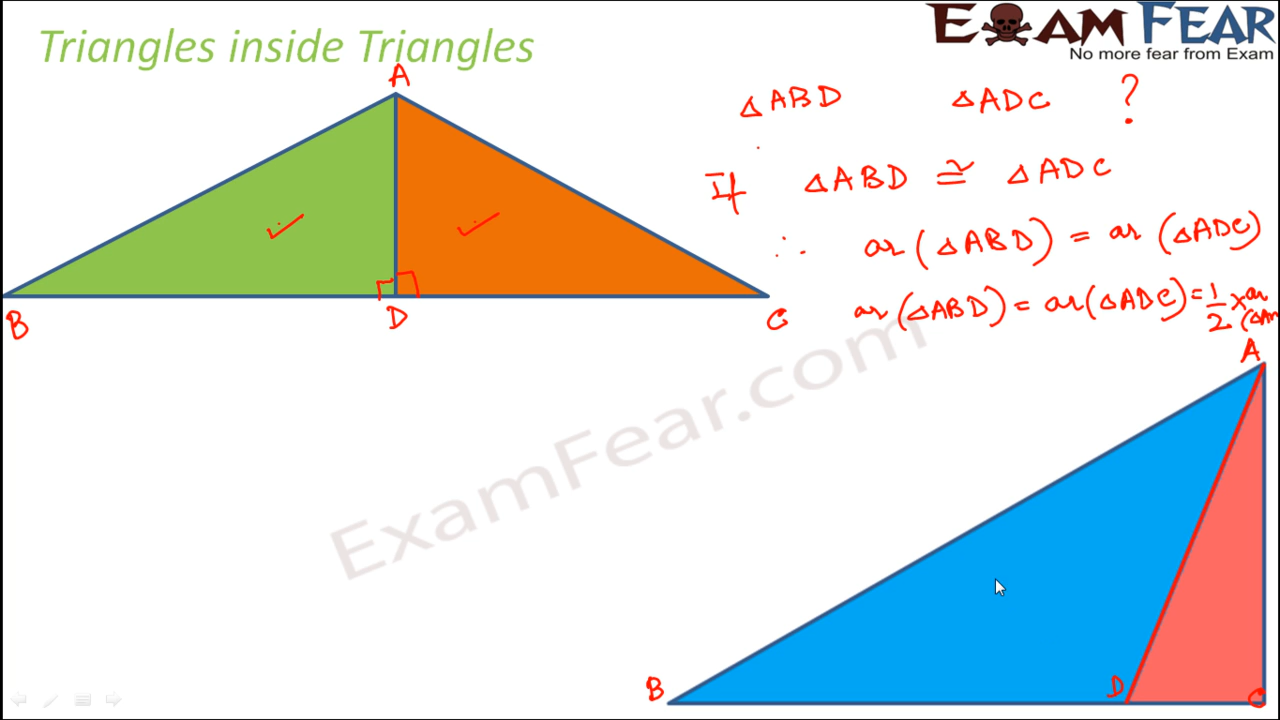 Triangles inside Triangles
EXAM FEAR
No more fear from Exam
A
B
D
C
△ABD △ADC ?
If △ABD ≅ △ADC
∴ ar (△ABD) = ar (△ADC)
ar (△ABD) = ar (△ADC) = 1/2 × ar
A
B
D
C
ExamFear.com